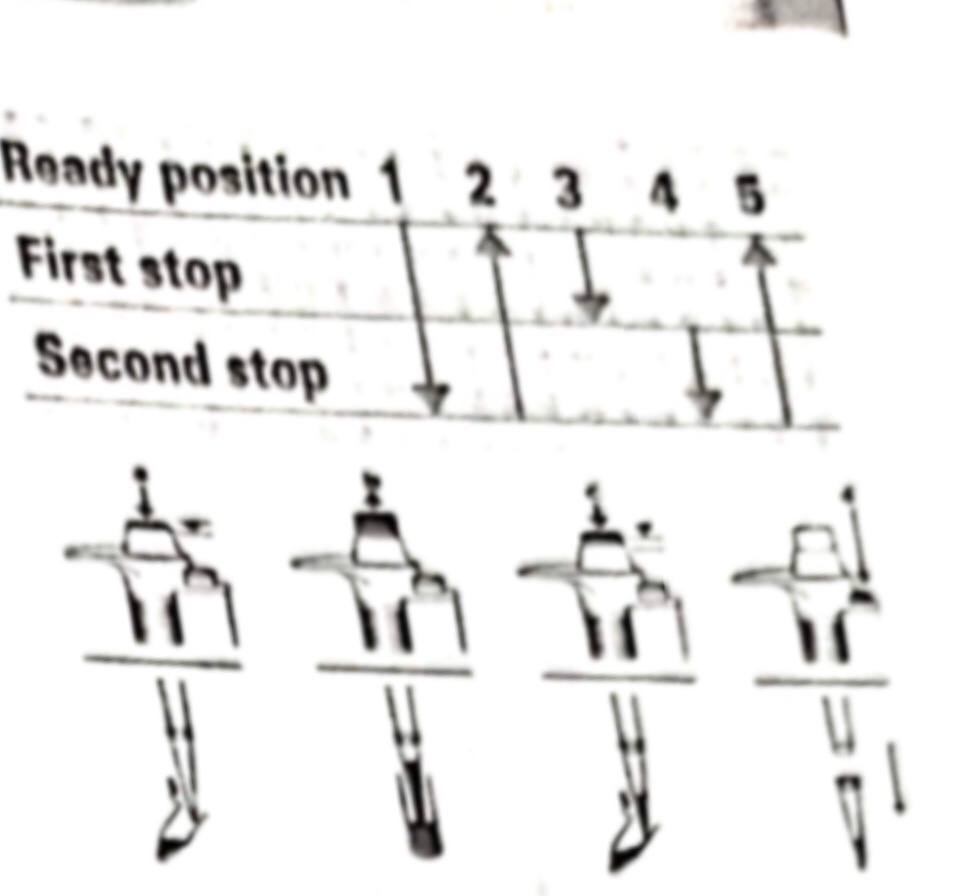 Ready position 1 2 3 4 5
First stop
Second stop